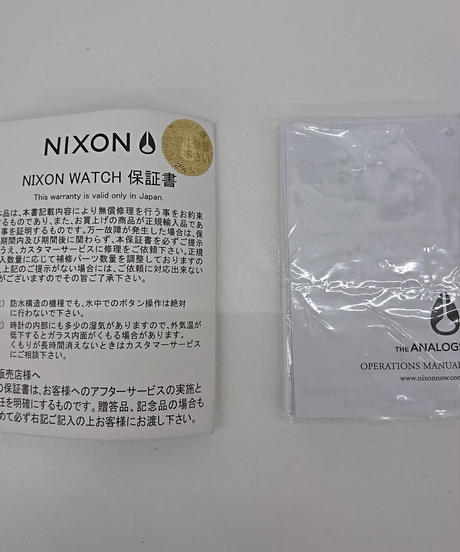 NIXON
NIXON WATCH 保証書
This warranty is valid only in Japan.
本品は、本書記載内容により無償修理を行う事をお約束
するものであり、また、お買上げの商品が正規輸入品であ
事を証明するものです。万一故障が発生した場合は、保
期間内及び期間後に関わらず、本保証書を必ずご提示
うえ、カスタマーサービスに修理をご依頼下さい。正規
入数量に応じて補修パーツ数量を調整しておりますの
上記のご提示がない場合には、ご依頼に対応出来ない
がございますのでその旨ご了承下さい。
防水構造の機種でも、水中でのボタン操作は絶対
に行わないで下さい。
時計の内部にも多少の湿気がありますので、外気温が
低下するとガラス内面がくもる場合があります。
くもりが長時間消えないときはカスタマーサービス
にご相談下さい。
販売店様へ
の保証書は、お客様へのアフターサービスの実施と
任を明確にするものです。贈答品、記念品の場合も
めて必ず右記ご記入の上お客様にお渡し下さい。
THE ANALOGS
OPERATIONS MANUA
www.nixonnow.com